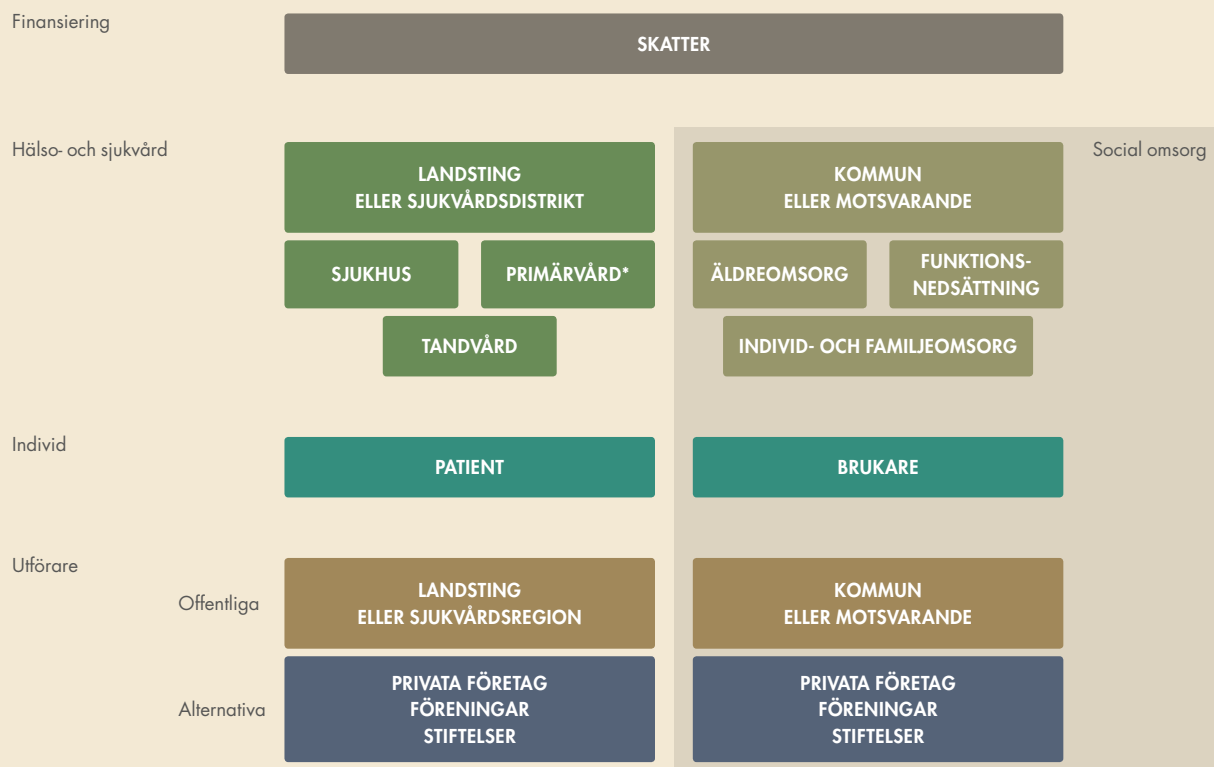 Finansiering
SKATTER
Hälso- och sjukvård
LANDSTING
ELLER SJUKVÅRDSDISTRIKT
KOMMUN
ELLER MOTSVARANDE
Social omsorg
SJUKHUS
PRIMÄRVÅRD*
ÄLDREOMSORG
FUNKTIONS-
NEDSÄTTNING
TANDVÅRD
INDIVID- OCH FAMILJEOMSORG
Individ
PATIENT
BRUKARE
Utförare
Offentliga
LANDSTING
ELLER SJUKVÅRDSREGION
KOMMUN
ELLER MOTSVARANDE
Alternativa
PRIVATA FÖRETAG
FÖRENINGAR
STIFTELSER
PRIVATA FÖRETAG
FÖRENINGAR
STIFTELSER